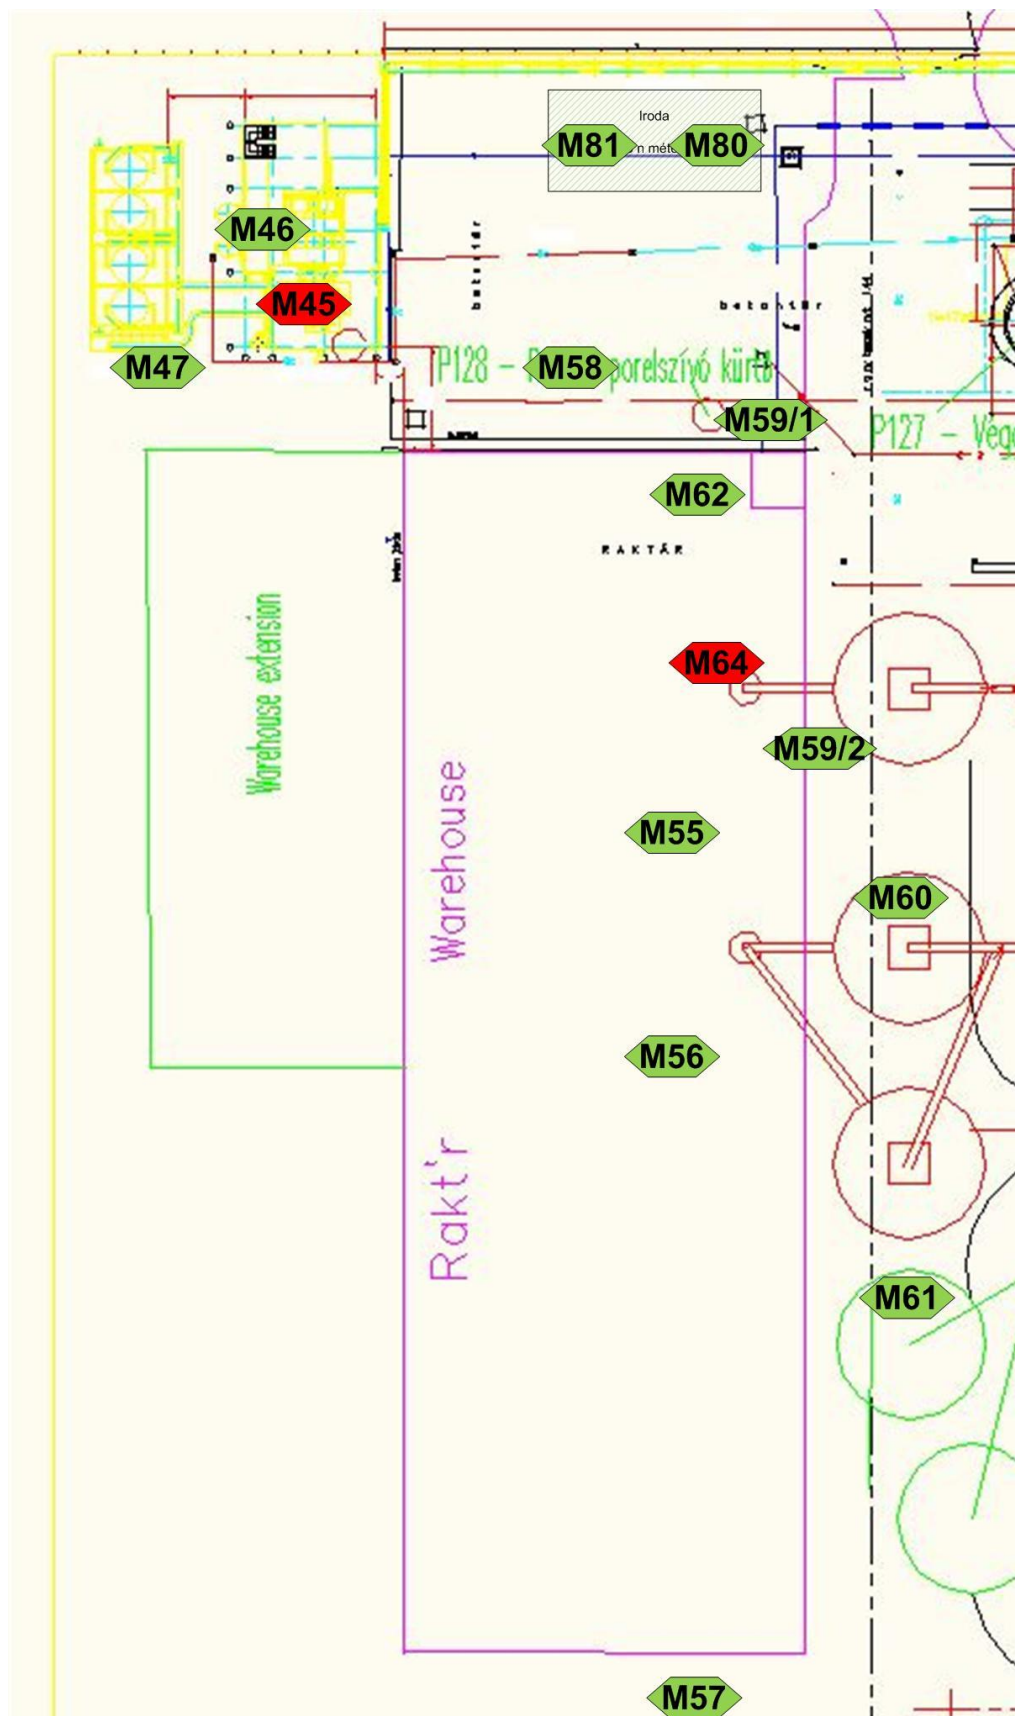 Iroda
M81
M80
M46
betontér
M45
betontér
M47
P128 –
M58
porelszívó kürtő
M59/1
P127 – Vég
M62
RAKTÁR
Warehouse extension
M64
M59/2
Warehouse
M55
M60
M56
Rakt'r
M61
M57